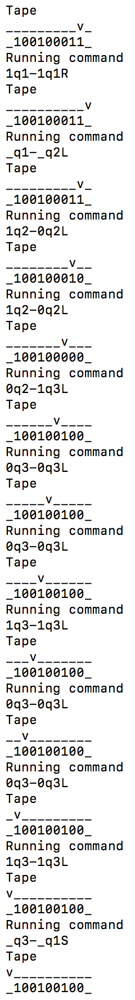 Tape
_________v_
_100100011_
Running command
1q1-1q1R
Tape
__________v
_100100011_
Running command
_q1-_q2L
Tape
_________v_
_100100011_
Running command
1q2-0q2L
Tape
________v__
_100100010_
Running command
1q2-0q2L
Tape
_______v___
_100100000_
Running command
0q2-1q3L
Tape
______v____
_100100100_
Running command
0q3-0q3L
Tape
_____v_____
_100100100_
Running command
0q3-0q3L
Tape
____v______
_100100100_
Running command
1q3-1q3L
Tape
___v_______
_100100100_
Running command
0q3-0q3L
Tape
__v________
_100100100_
Running command
0q3-0q3L
Tape
_v_________
_100100100_
Running command
1q3-1q3L
Tape
v__________
_100100100_
Running command
_q3-_q1S
Tape
v__________
_100100100_